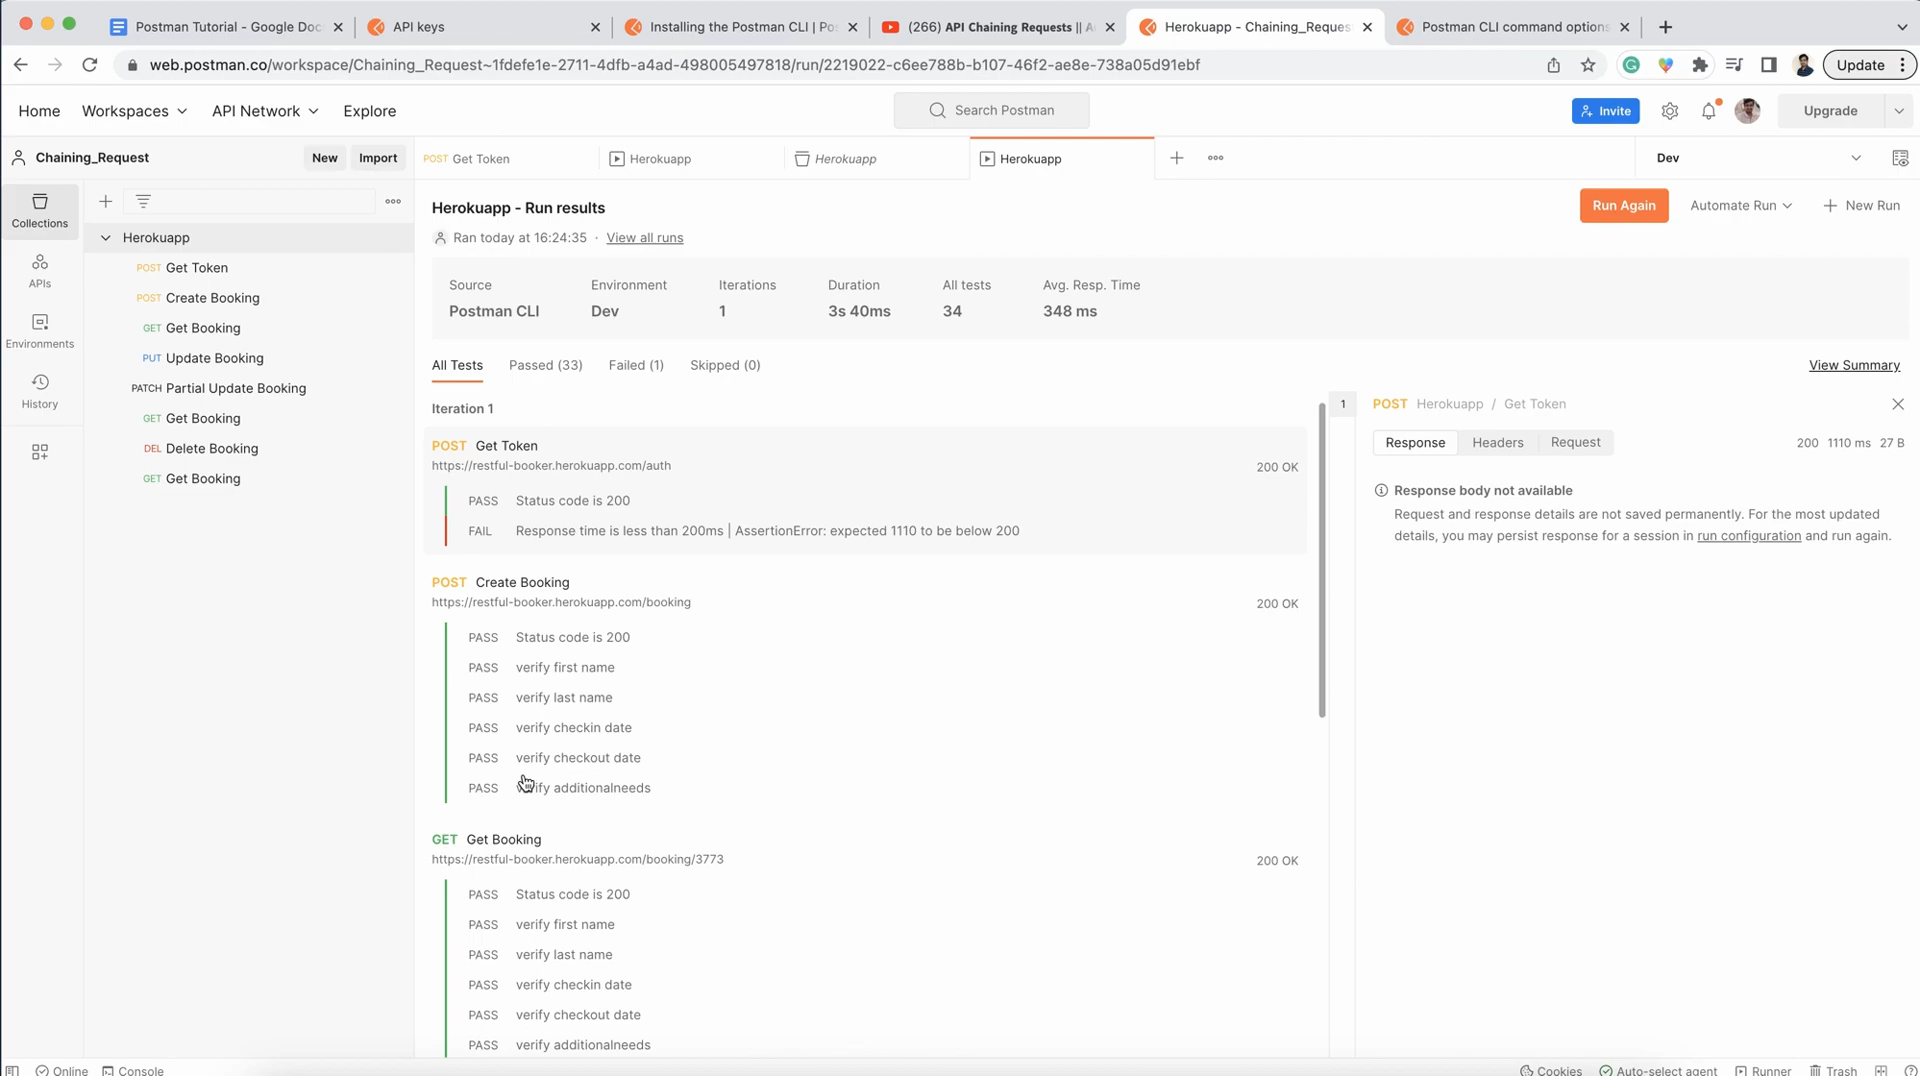 Postman Tutorial - Google Doc
API keys
Installing the Postman CLI | Po
(266) API Chaining Requests || A
Herokuapp - Chaining_Reques
Postman CLI command options
web.postman.co/workspace/Chaining_Request~1fdefe1e-2711-4dfb-a4ad-498005497818/run/2219022-c6ee788b-b107-46f2-ae8e-738a05d91ebf
Update
Home
Workspaces
API Network
Explore
Search Postman
Invite
Upgrade
Chaining_Request
New
Import
POST Get Token
Herokuapp
Herokuapp
Herokuapp
Dev
Collections
APIs
Environments
History
Herokuapp
POST Get Token
POST Create Booking
GET Get Booking
PUT Update Booking
PATCH Partial Update Booking
GET Get Booking
DEL Delete Booking
GET Get Booking
Herokuapp - Run results
Run Again
Automate Run
New Run
Ran today at 16:24:35 · View all runs
Source
Environment
Iterations
Duration
All tests
Avg. Resp. Time
Postman CLI
Dev
1
3s 40ms
34
348 ms
All Tests
Passed (33)
Failed (1)
Skipped (0)
View Summary
Iteration 1
POST Get Token
https://restful-booker.herokuapp.com/auth
200 OK
PASS Status code is 200
FAIL Response time is less than 200ms | AssertionError: expected 1110 to be below 200
POST Create Booking
https://restful-booker.herokuapp.com/booking
200 OK
PASS Status code is 200
PASS verify first name
PASS verify last name
PASS verify checkin date
PASS verify checkout date
PASS verify additionalneeds
GET Get Booking
https://restful-booker.herokuapp.com/booking/3773
200 OK
PASS Status code is 200
PASS verify first name
PASS verify last name
PASS verify checkin date
PASS verify checkout date
PASS verify additionalneeds
1
POST Herokuapp / Get Token
Response
Headers
Request
200 1110 ms 27 B
Response body not available
Request and response details are not saved permanently. For the most updated
details, you may persist response for a session in run configuration and run again.
Online
Console
Cookies
Auto-select agent
Runner
Trash